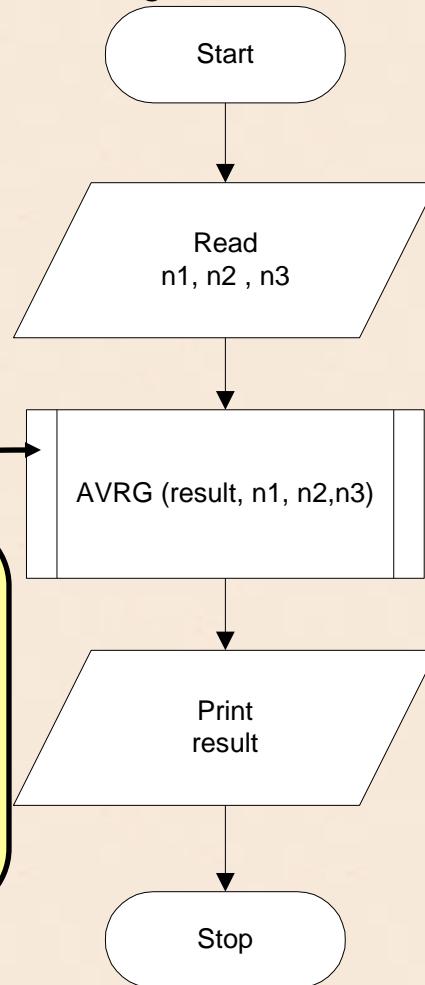 Start
Read
n1, n2 , n3
AVRG (result, n1, n2,n3)
Print
result
Stop